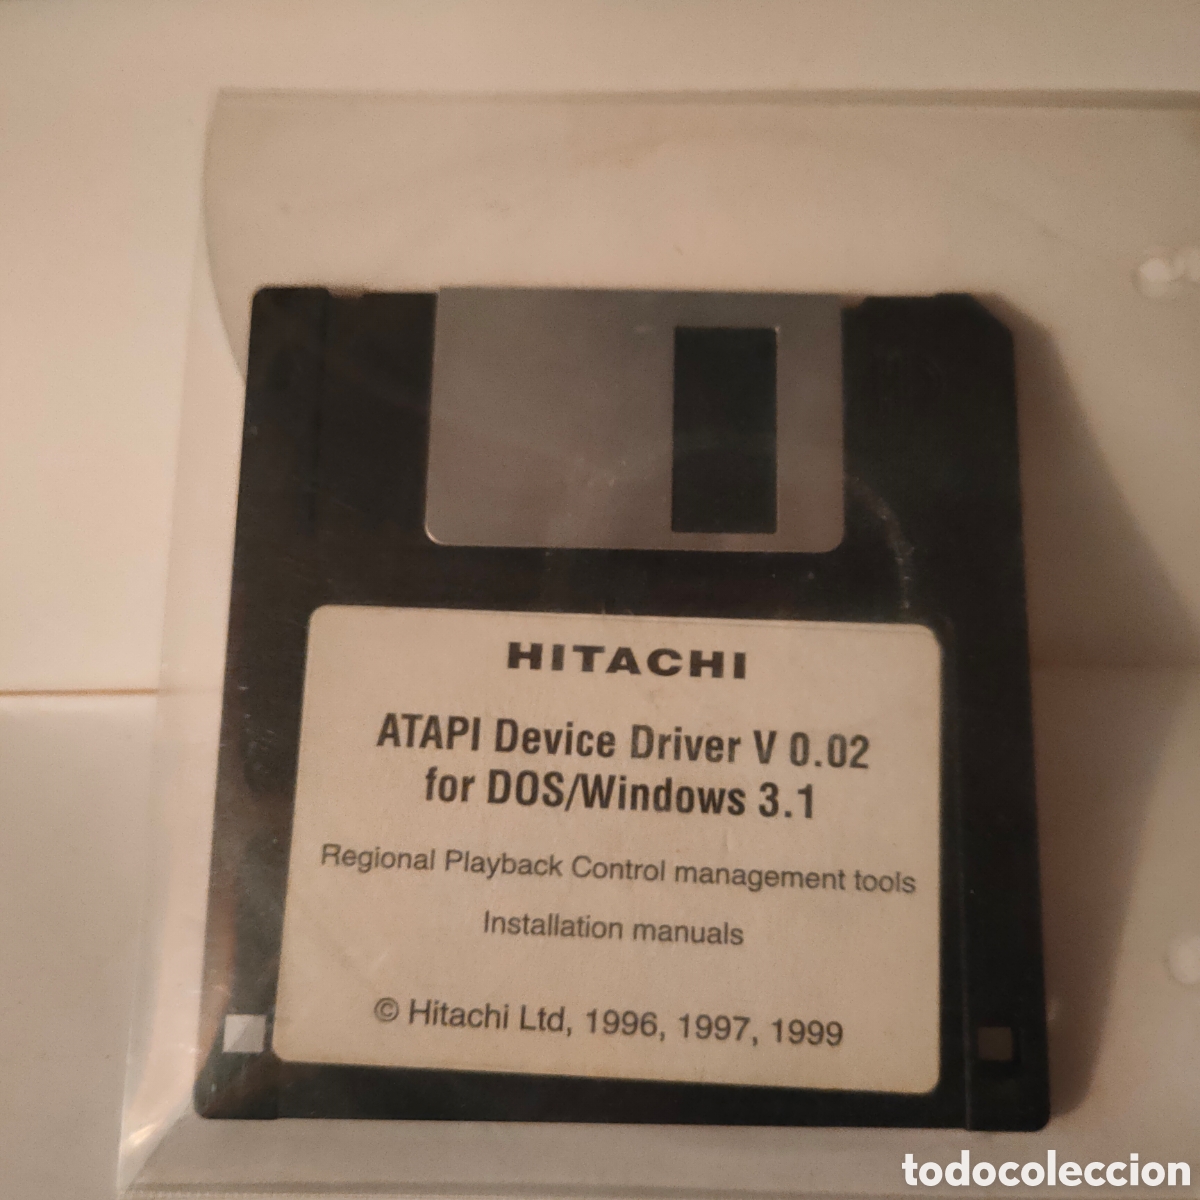 HITACHI
ATAPI Device Driver V 0.02
for DOS/Windows 3.1
Regional Playback Control management tools
Installation manuals
© Hitachi Ltd, 1996, 1997, 1999
todocoleccion